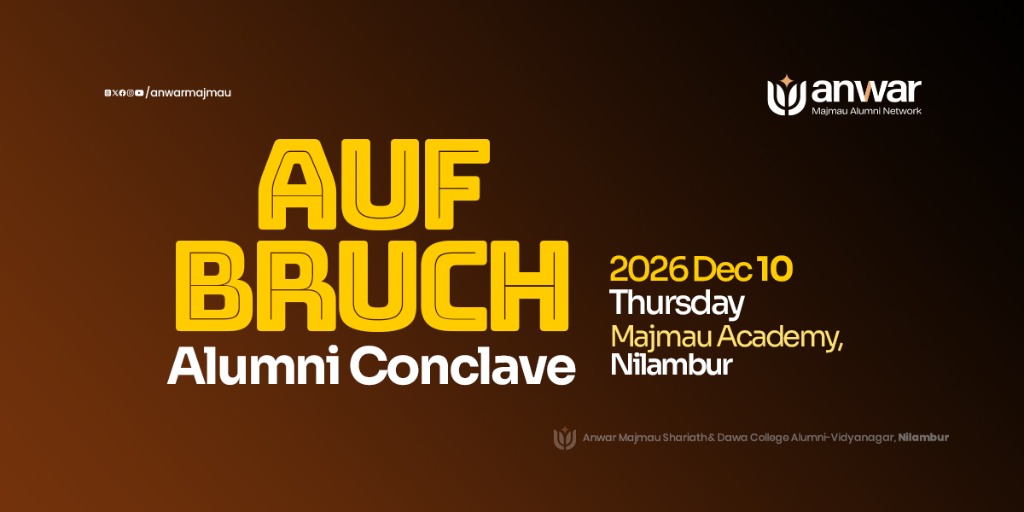 /anwarmajmau
anwar
Majmau Alumni Network
AUF
BRUCH
Alumni Conclave
2026 Dec 10
Thursday
Majmau Academy,
Nilambur
Anwar Majmau Shariath & Dawa College Alumni-Vidyanagar, Nilambur